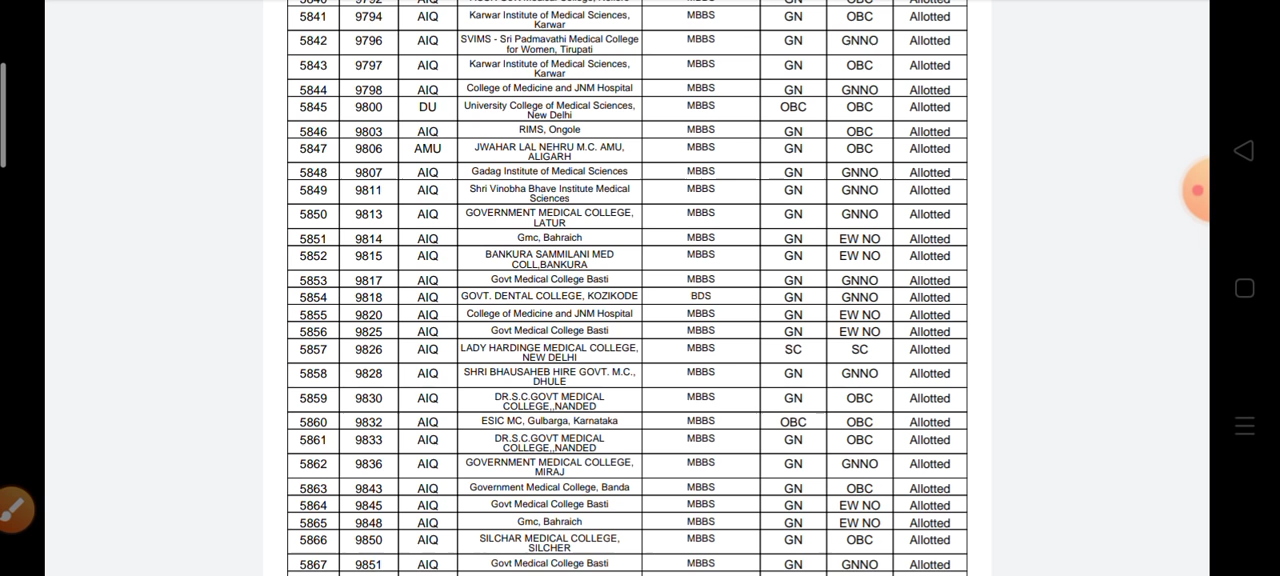 5841 9794 AIQ Karwar Institute of Medical Sciences, Karwar MBBS GN OBC Allotted
5842 9796 AIQ SVIMS - Sri Padmavathi Medical College for Women, Tirupati MBBS GN GNNO Allotted
5843 9797 AIQ Karwar Institute of Medical Sciences, Karwar MBBS GN OBC Allotted
5844 9798 AIQ College of Medicine and JNM Hospital MBBS GN GNNO Allotted
5845 9800 DU University College of Medical Sciences, New Delhi MBBS OBC OBC Allotted
5846 9803 AIQ RIMS, Ongole MBBS GN OBC Allotted
5847 9806 AMU JWAHAR LAL NEHRU M.C. AMU, ALIGARH MBBS GN OBC Allotted
5848 9807 AIQ Gadag Institute of Medical Sciences MBBS GN GNNO Allotted
5849 9811 AIQ Shri Vinobha Bhave Institute Medical Sciences MBBS GN GNNO Allotted
5850 9813 AIQ GOVERNMENT MEDICAL COLLEGE, LATUR MBBS GN GNNO Allotted
5851 9814 AIQ Gmc, Bahraich MBBS GN EW NO Allotted
5852 9815 AIQ BANKURA SAMMILANI MED COLL,BANKURA MBBS GN EW NO Allotted
5853 9817 AIQ Govt Medical College Basti MBBS GN GNNO Allotted
5854 9818 AIQ GOVT. DENTAL COLLEGE, KOZIKODE BDS GN GNNO Allotted
5855 9820 AIQ College of Medicine and JNM Hospital MBBS GN EW NO Allotted
5856 9825 AIQ Govt Medical College Basti MBBS GN EW NO Allotted
5857 9826 AIQ LADY HARDINGE MEDICAL COLLEGE, NEW DELHI MBBS SC SC Allotted
5858 9828 AIQ SHRI BHAUSAHEB HIRE GOVT. M.C., DHULE MBBS GN GNNO Allotted
5859 9830 AIQ DR.S.C.GOVT MEDICAL COLLEGE,,NANDED MBBS GN OBC Allotted
5860 9832 AIQ ESIC MC, Gulbarga, Karnataka MBBS OBC OBC Allotted
5861 9833 AIQ DR.S.C.GOVT MEDICAL COLLEGE,,NANDED MBBS GN OBC Allotted
5862 9836 AIQ GOVERNMENT MEDICAL COLLEGE, MIRAJ MBBS GN GNNO Allotted
5863 9843 AIQ Government Medical College, Banda MBBS GN OBC Allotted
5864 9845 AIQ Govt Medical College Basti MBBS GN EW NO Allotted
5865 9848 AIQ Gmc, Bahraich MBBS GN EW NO Allotted
5866 9850 AIQ SILCHAR MEDICAL COLLEGE, SILCHER MBBS GN OBC Allotted
5867 9851 AIQ Govt Medical College Basti MBBS GN GNNO Allotted